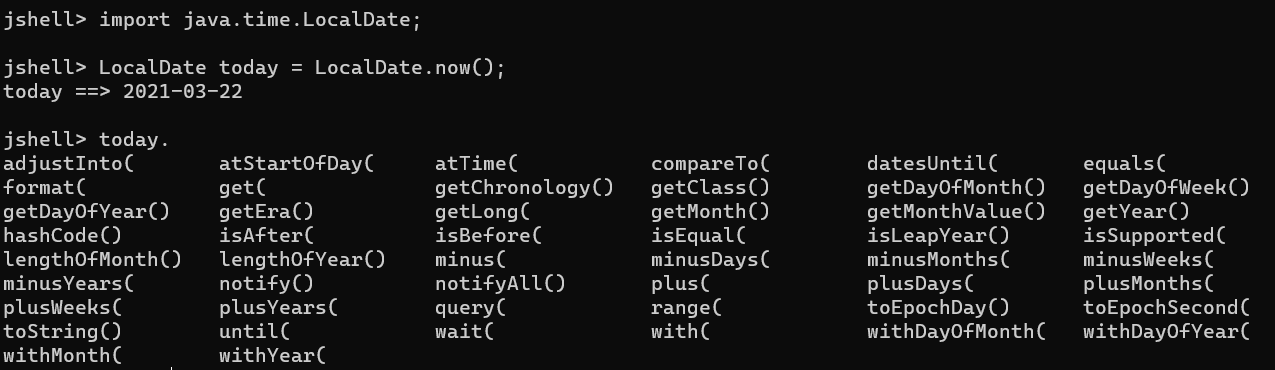 jshell> import java.time.LocalDate;
jshell> LocalDate today = LocalDate.now();
today ==> 2021-03-22
jshell> today.
adjustInto( atStartOfDay( atTime( compareTo( datesUntil( equals(
format( get( getChronology() getClass() getDayOfMonth() getDayOfWeek()
getDayOfYear() getEra() getLong( getMonth() getMonthValue() getYear()
hashCode() isAfter( isBefore( isEqual( isLeapYear() isSupported(
lengthOfMonth() lengthOfYear() minus( minusDays( minusMonths( minusWeeks(
minusYears( notify() notifyAll() plus( plusDays( plusMonths(
plusWeeks( plusYears( query( range( toEpochDay() toEpochSecond(
toString() until( wait( with( withDayOfMonth( withDayOfYear(
withMonth( withYear(